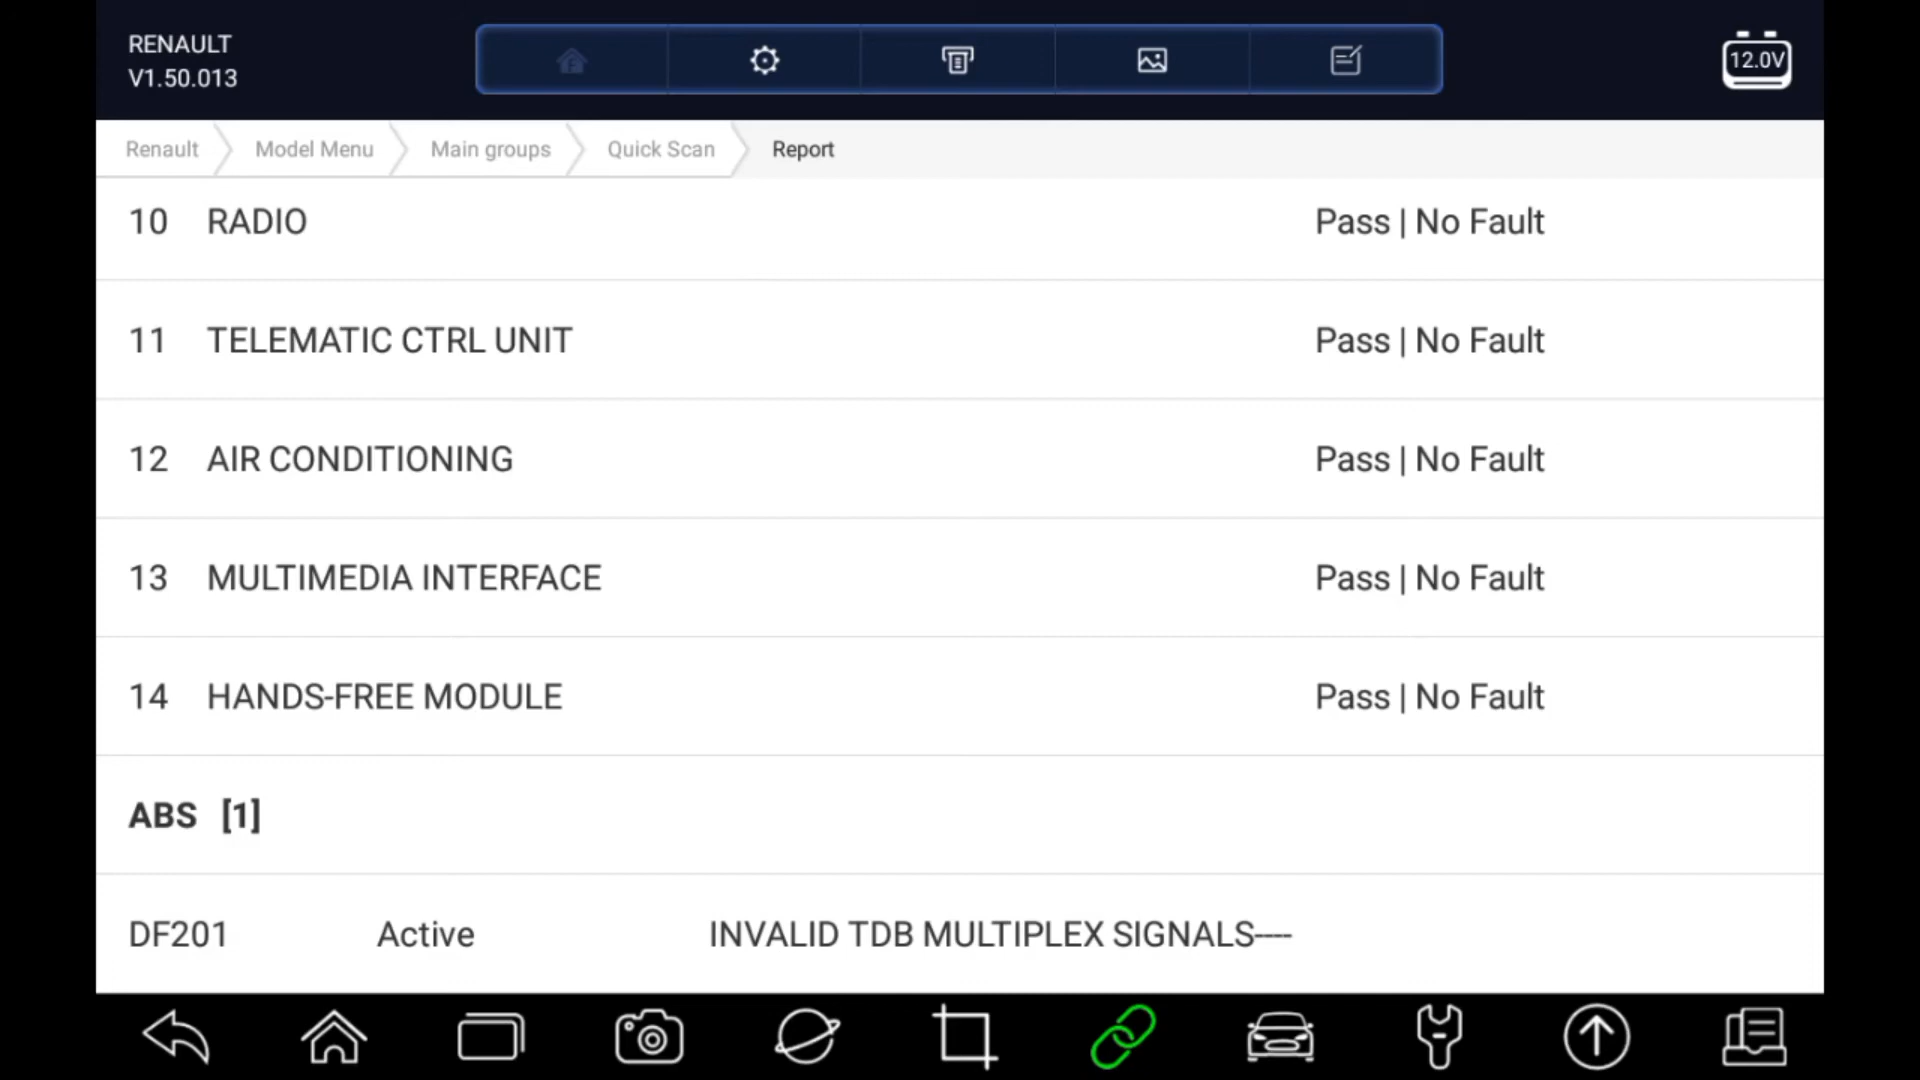 RENAULT
V1.50.013
12.0V
Renault Model Menu Main groups Quick Scan Report
10 RADIO Pass | No Fault
11 TELEMATIC CTRL UNIT Pass | No Fault
12 AIR CONDITIONING Pass | No Fault
13 MULTIMEDIA INTERFACE Pass | No Fault
14 HANDS-FREE MODULE Pass | No Fault
ABS [1]
DF201 Active INVALID TDB MULTIPLEX SIGNALS----